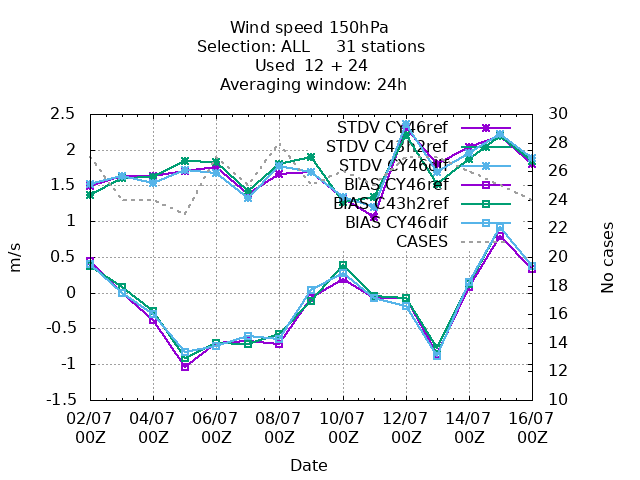 Wind speed 150hPa
Selection: ALL 31 stations
Used 12 + 24
Averaging window: 24h
2.5
2
1.5
1
0.5
0
-0.5
-1
-1.5
m/s
30
28
26
24
22
20
18
16
14
12
10
No cases
STDV CY46ref
STDV C43h2ref
STDV CY46dif
BIAS CY46ref
BIAS C43h2ref
BIAS CY46dif
CASES
02/07 04/07 06/07 08/07 10/07 12/07 14/07 16/07
00Z 00Z 00Z 00Z 00Z 00Z 00Z 00Z
Date